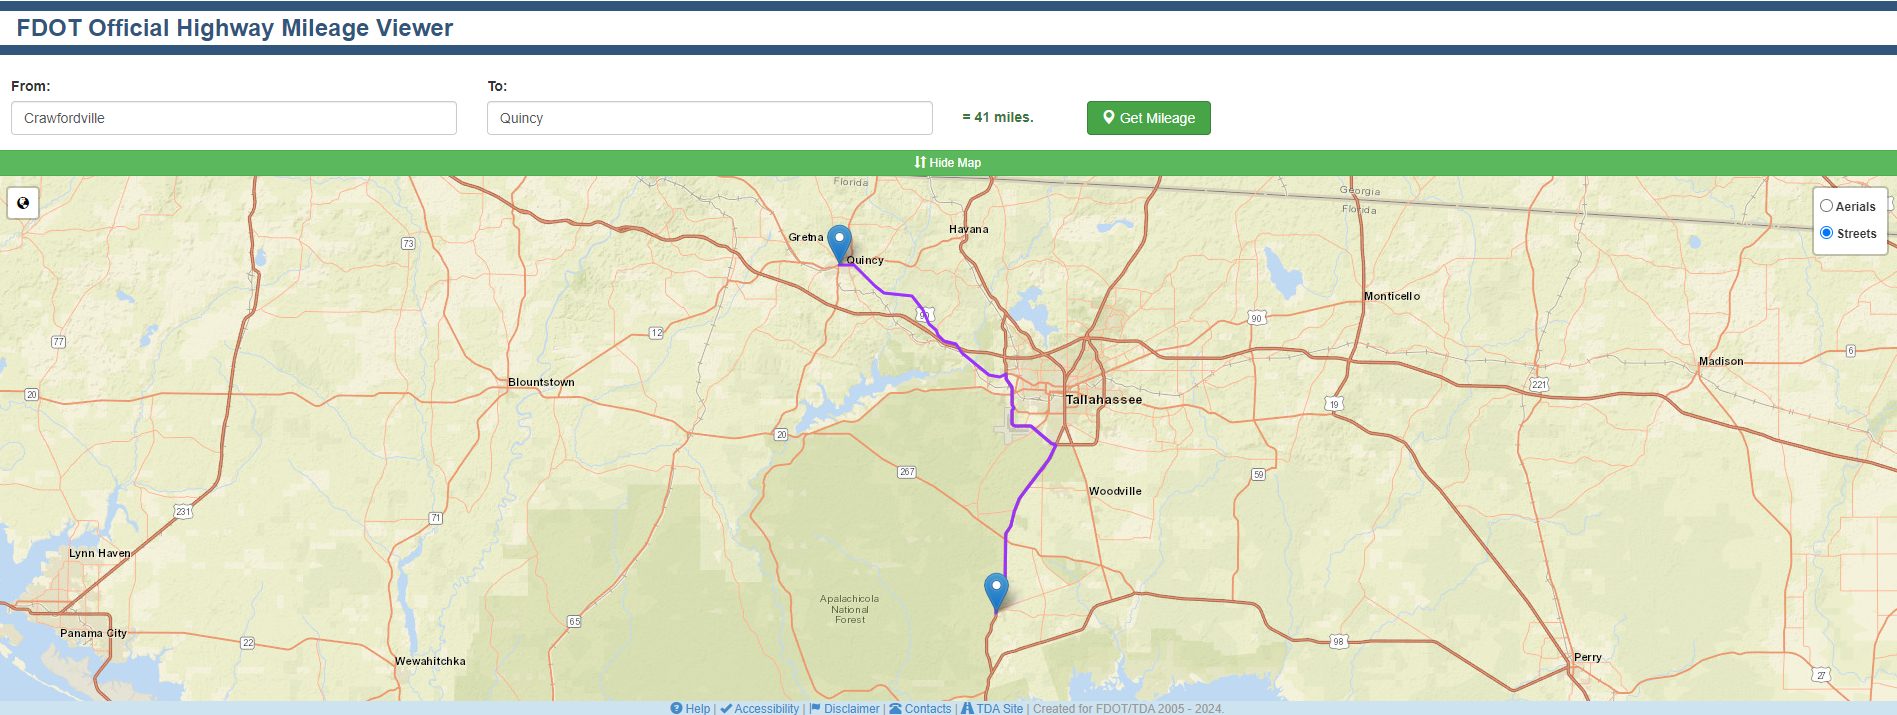 FDOT Official Highway Mileage Viewer
From:
To:
Crawfordville
Quincy
= 41 miles.
Get Mileage
Hide Map
Florida
Georgia
Florida
Aerials
Streets
Gretna
Havana
73
Quincy
Monticello
90
90
12
77
6
Madison
Blountstown
221
20
Tallahassee
19
20
267
59
Woodville
231
71
Lynn Haven
Apalachicola
National
Forest
65
Panama City
22
98
Wewahitchka
Perry
27
Help | Accessibility | Disclaimer | Contacts | TDA Site | Created for FDOT/TDA 2005 - 2024.